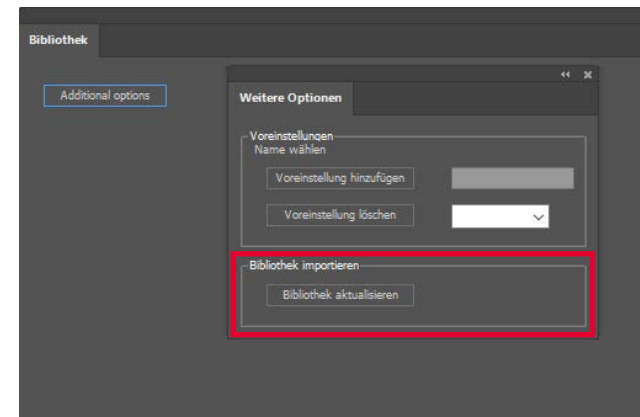 Bibliothek
Additional options
Weitere Optionen
Voreinstellungen
Name wählen
Voreinstellung hinzufügen
Voreinstellung löschen
Bibliothek importieren
Bibliothek aktualisieren